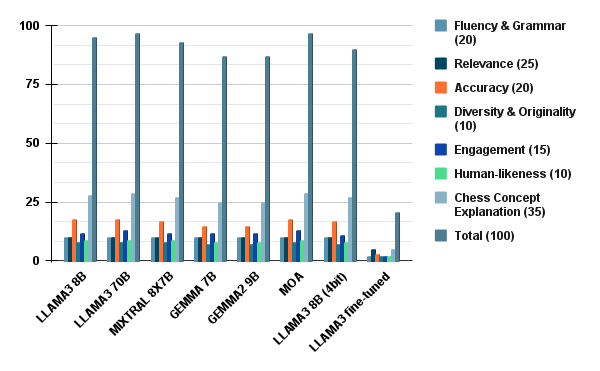 100
75
50
25
0
LLAMA3 8B
LLAMA3 70B
MIXTRAL 8X7B
GEMMA 7B
GEMMA2 9B
MOA
LLAMA3 8B (4bit)
LLAMA3 fine-tuned
Fluency & Grammar
(20)
Relevance (25)
Accuracy (20)
Diversity & Originality
(10)
Engagement (15)
Human-likeness (10)
Chess Concept
Explanation (35)
Total (100)